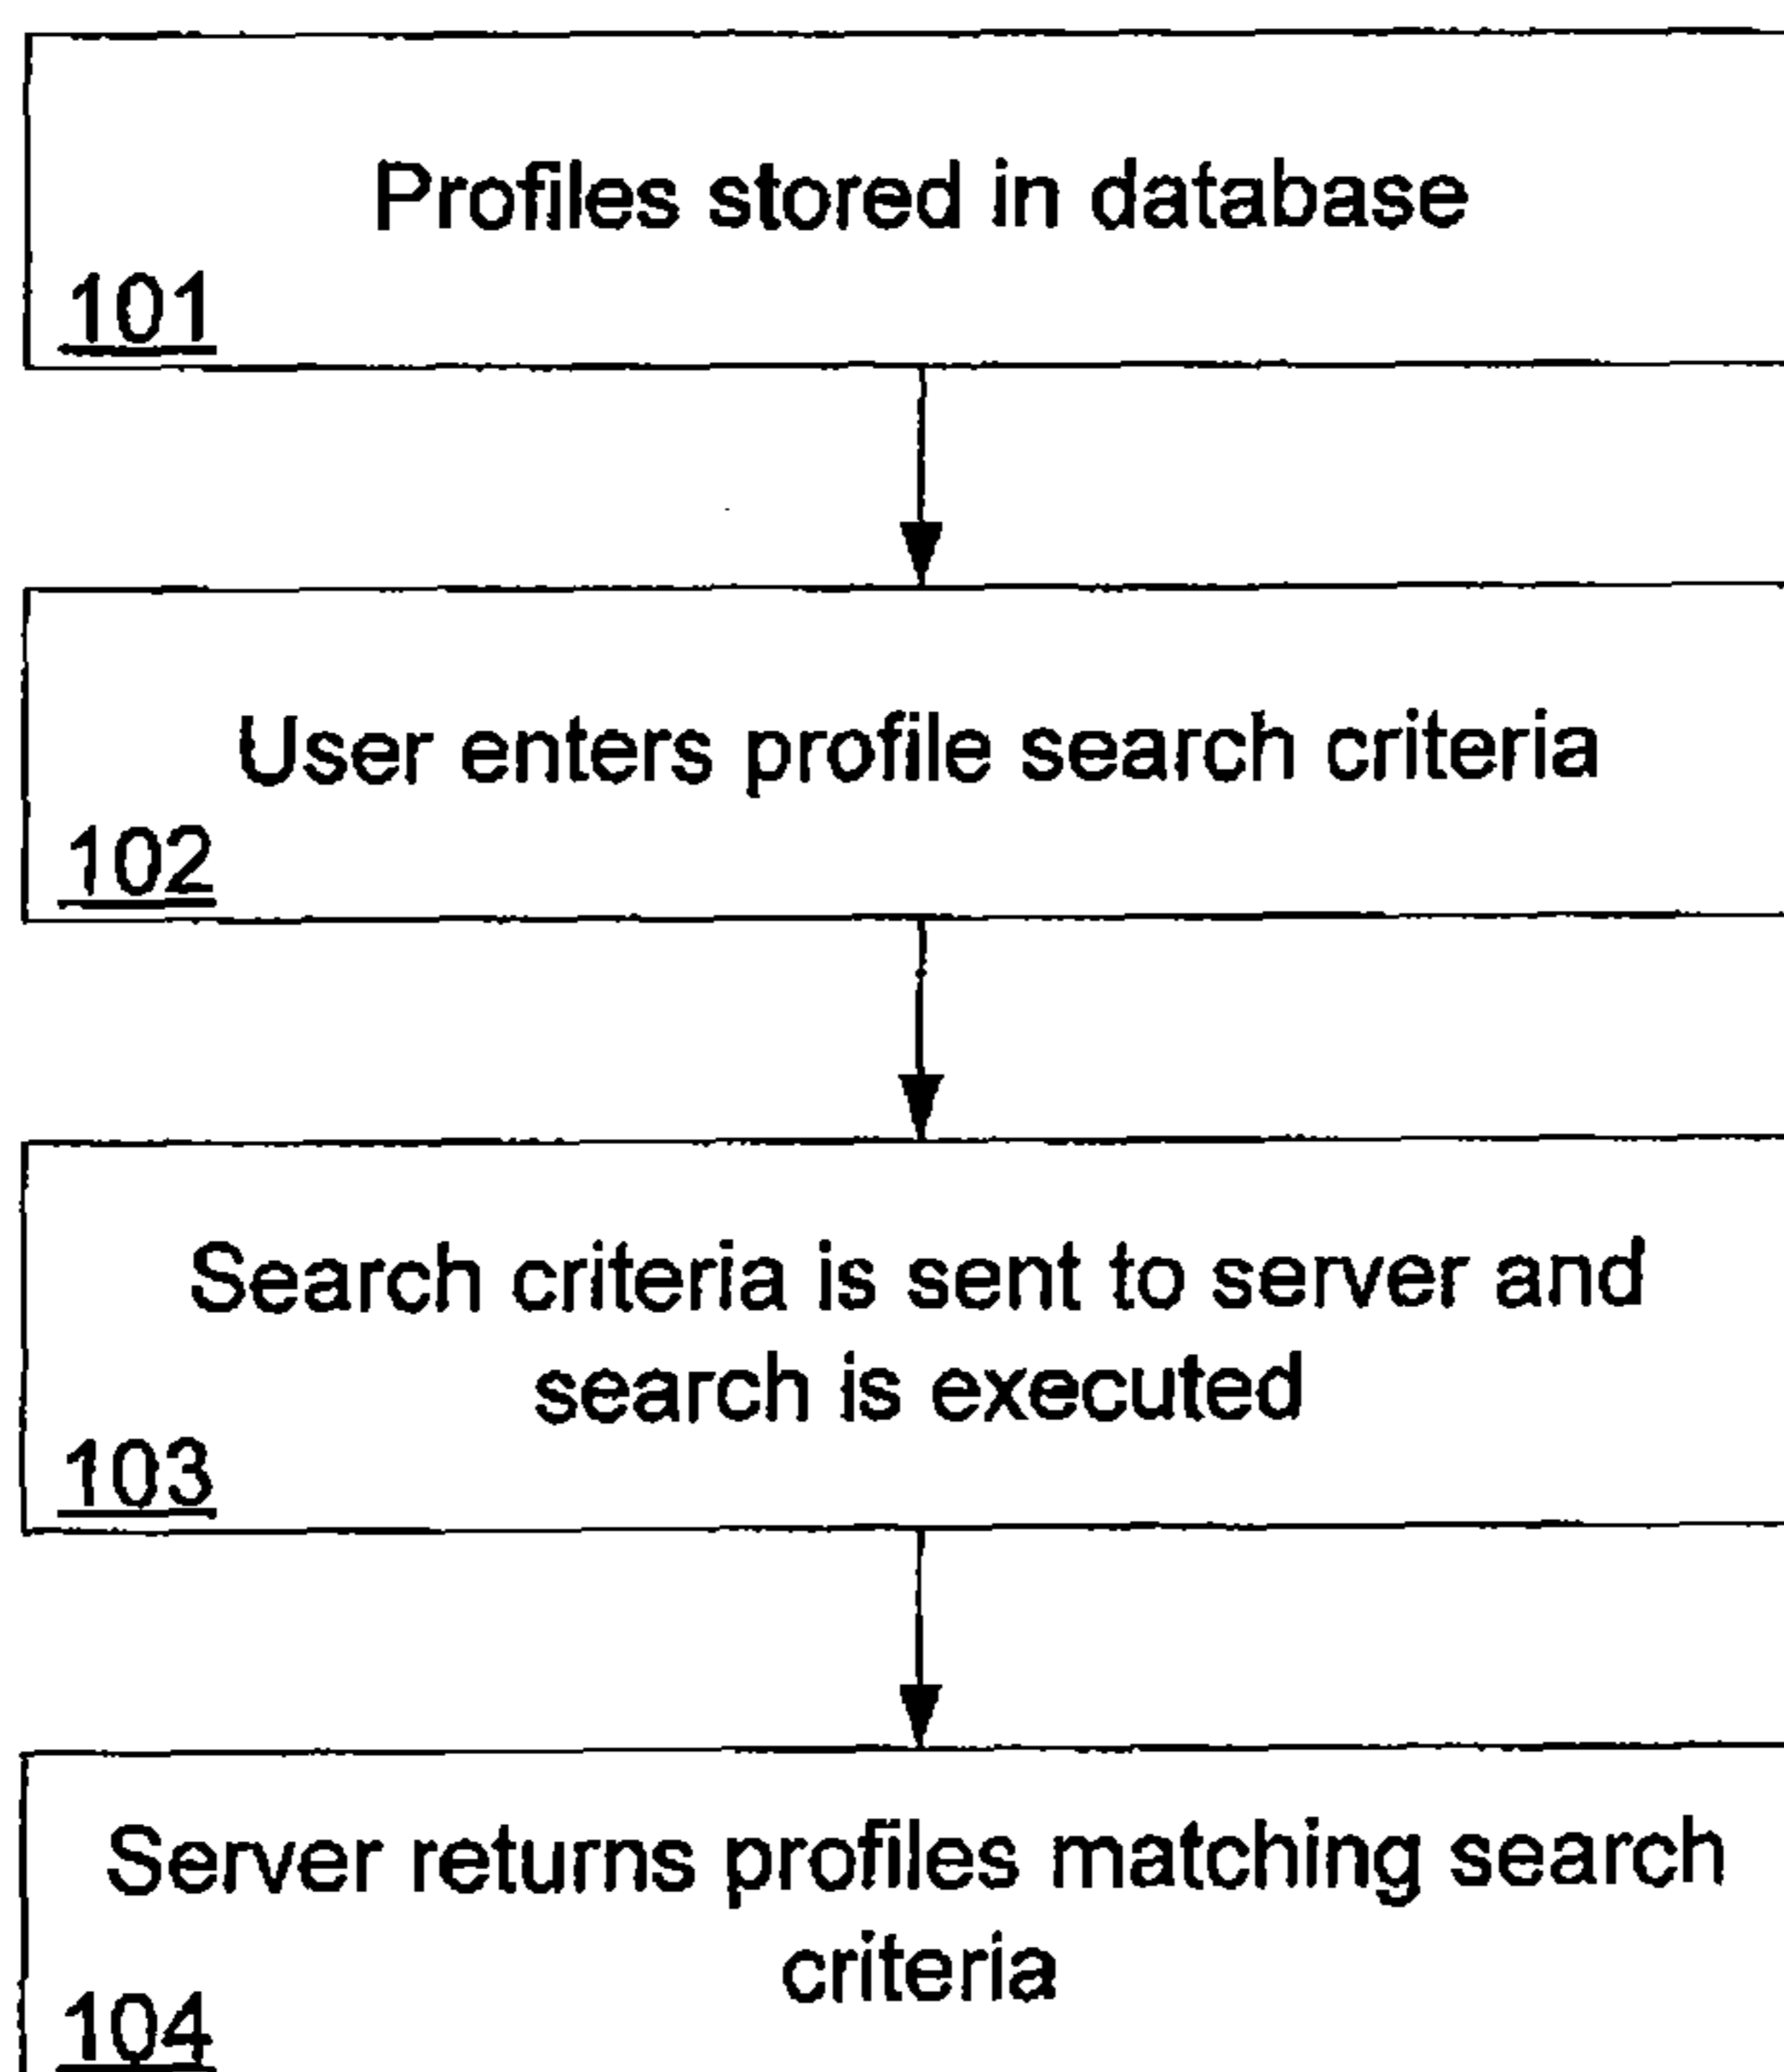 Profiles stored in database
101
User enters profile search criteria
102
Search criteria is sent to server and
search is executed
103
Server returns profiles matching search
criteria
104